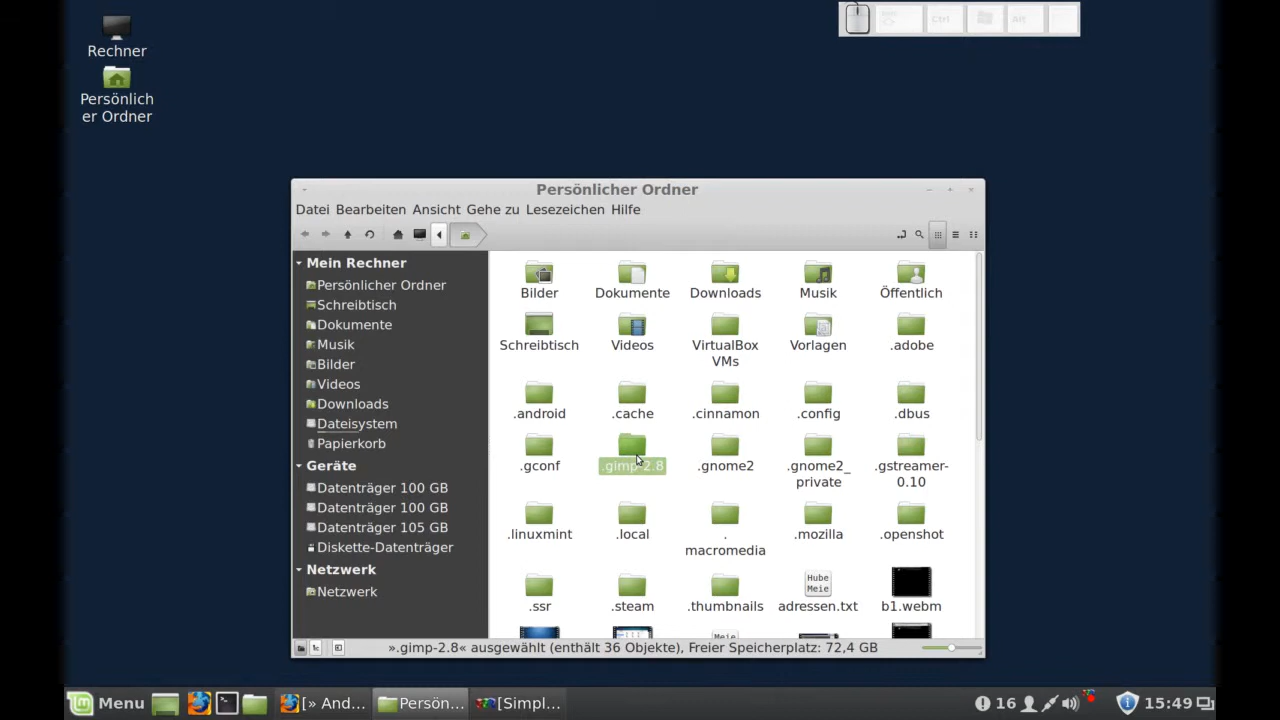 Rechner
Persönlich
er Ordner
Ctrl
Alt
Persönlicher Ordner
Datei Bearbeiten Ansicht Gehe zu Lesezeichen Hilfe
Mein Rechner
Persönlicher Ordner
Schreibtisch
Dokumente
Musik
Bilder
Videos
Downloads
Dateisystem
Papierkorb
Geräte
Datenträger 100 GB
Datenträger 100 GB
Datenträger 105 GB
Diskette-Datenträger
Netzwerk
Netzwerk
Bilder
Dokumente
Downloads
Musik
Öffentlich
Schreibtisch
Videos
VirtualBox
VMs
Vorlagen
.adobe
.android
.cache
.cinnamon
.config
.dbus
.gconf
.gimp-2.8
.gnome2
.gnome2_
private
.gstreamer-
0.10
.linuxmint
.local
.
macromedia
.mozilla
.openshot
.ssr
.steam
.thumbnails
Hube
Meie
adressen.txt
b1.webm
Meie
».gimp-2.8« ausgewählt (enthält 36 Objekte), Freier Speicherplatz: 72,4 GB
Menu
[» And...
Persön...
[Simpl...
16
15:49